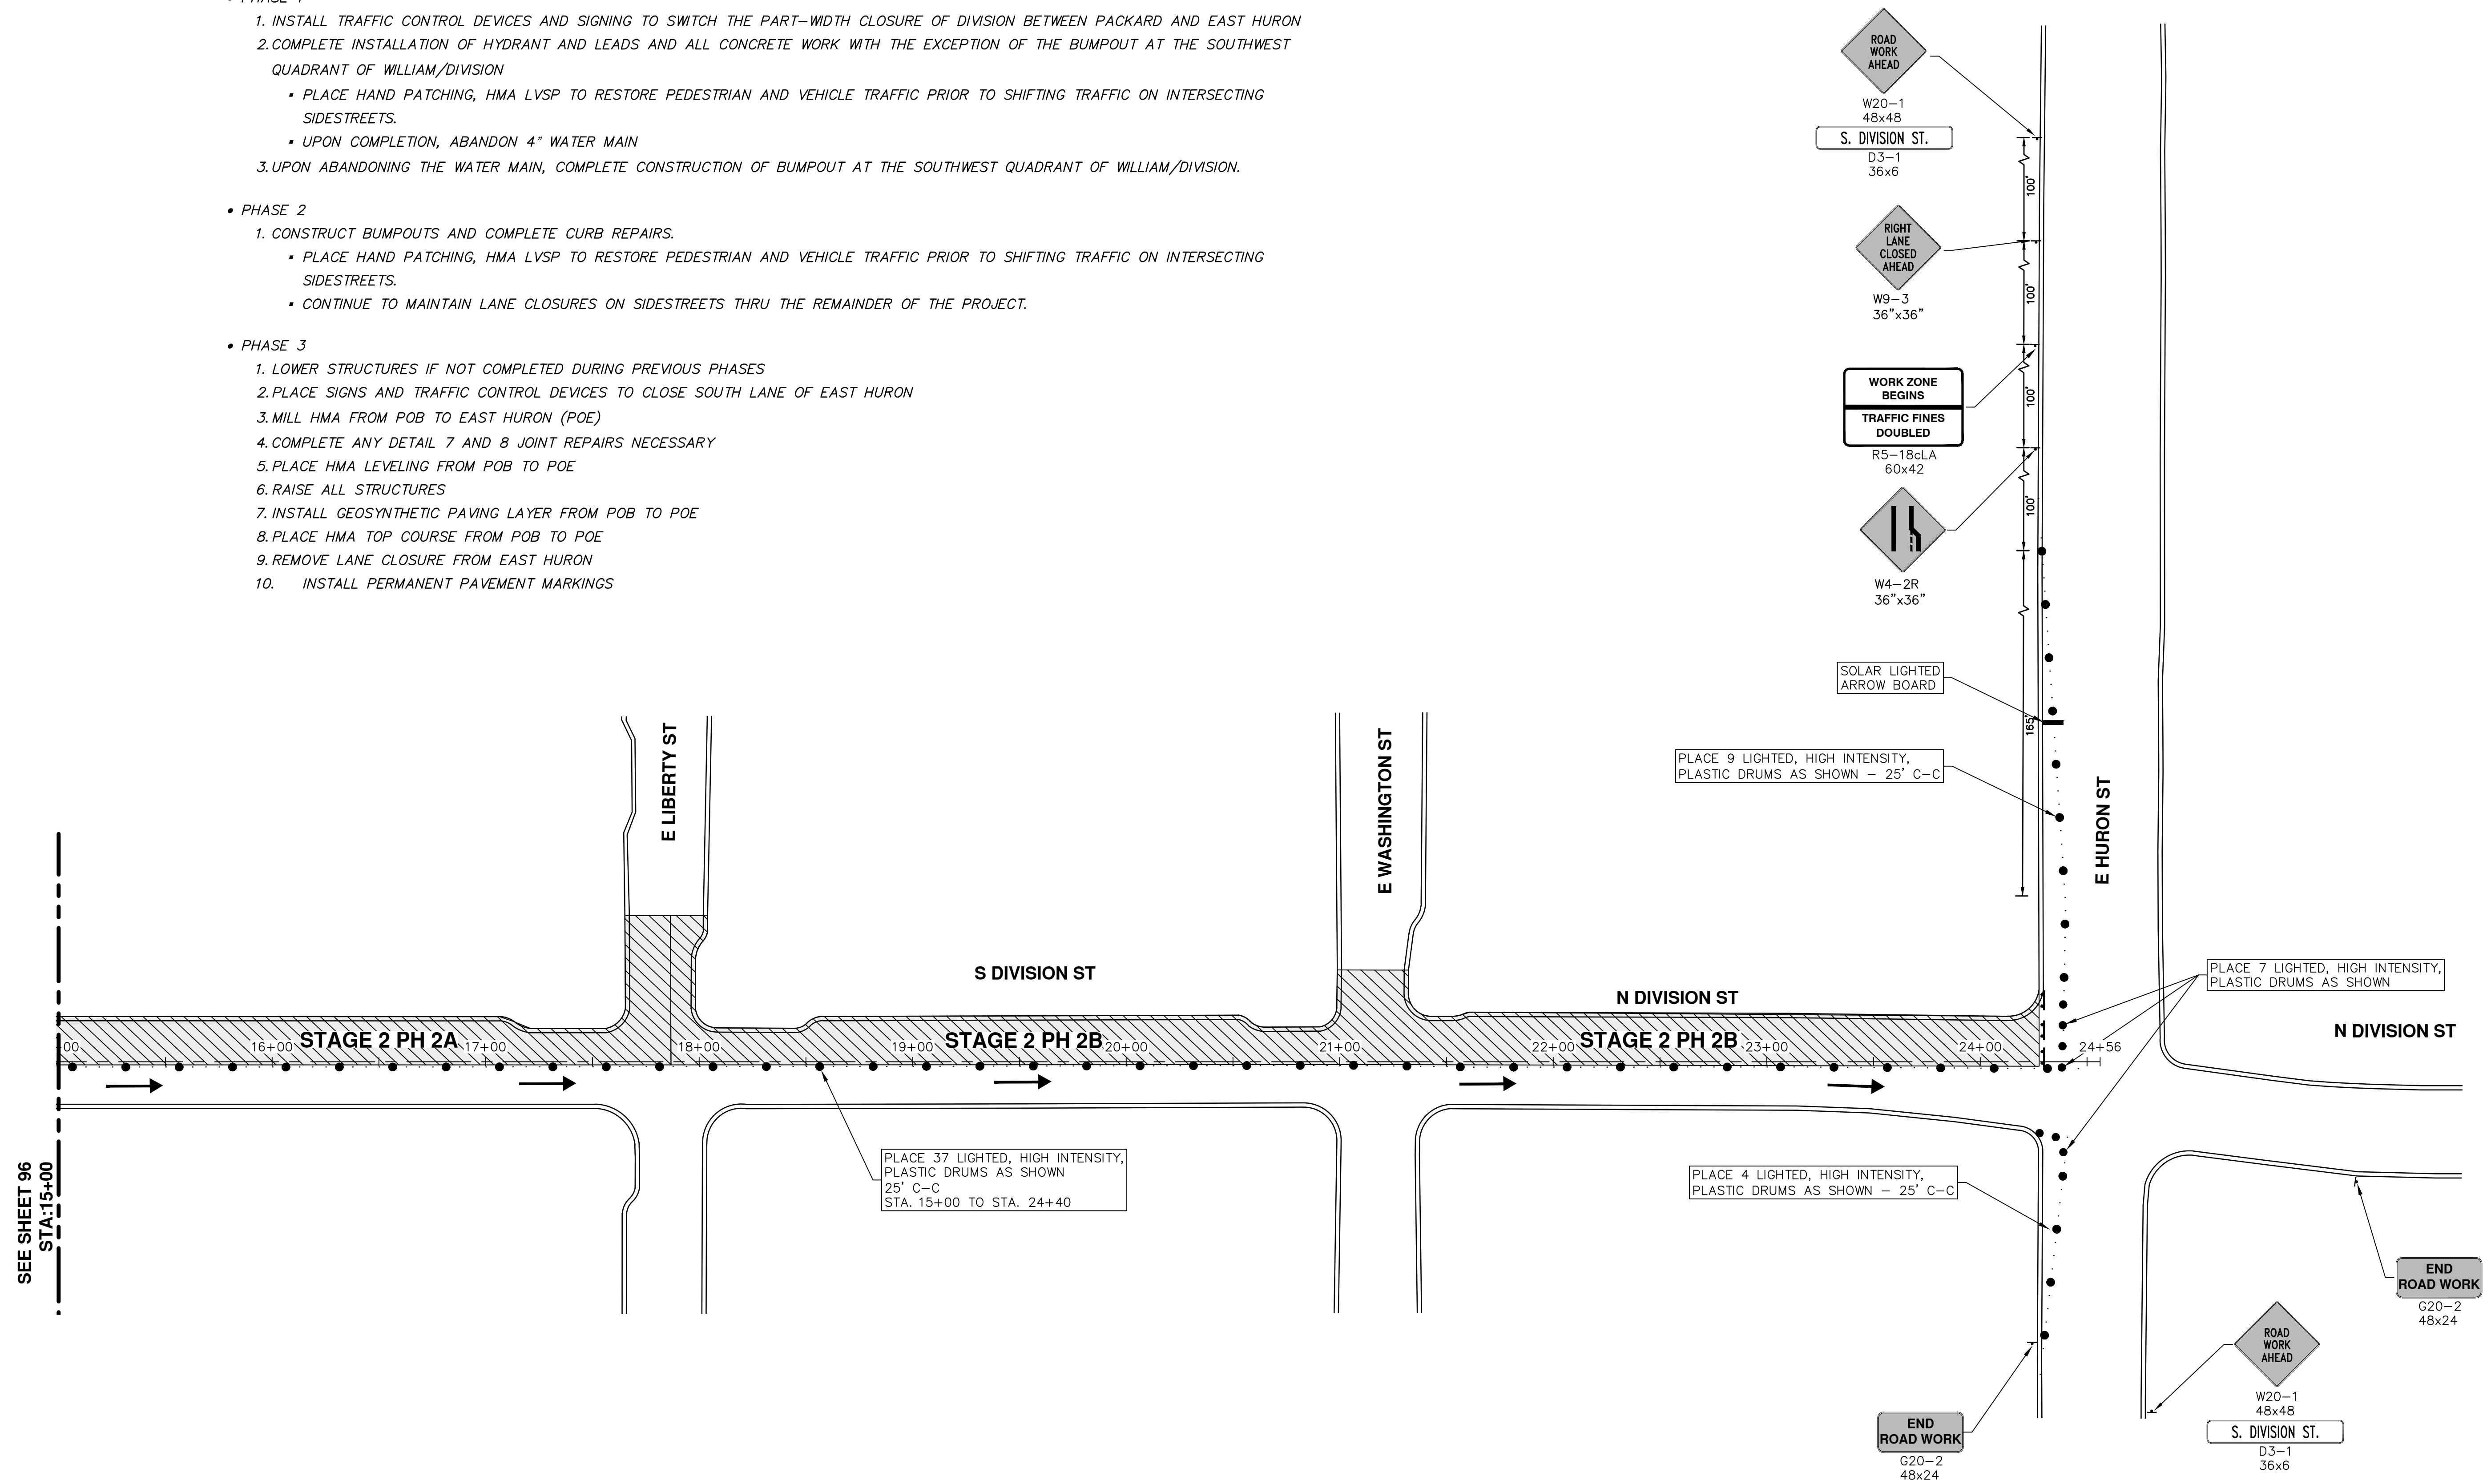 1. INSTALL TRAFFIC CONTROL DEVICES AND SIGNING TO SWITCH THE PART-WIDTH CLOSURE OF DIVISION BETWEEN PACKARD AND EAST HURON
2. COMPLETE INSTALLATION OF HYDRANT AND LEADS AND ALL CONCRETE WORK WITH THE EXCEPTION OF THE BUMPOUT AT THE SOUTHWEST
QUADRANT OF WILLIAM/DIVISION
▪ PLACE HAND PATCHING, HMA LVSP TO RESTORE PEDESTRIAN AND VEHICLE TRAFFIC PRIOR TO SHIFTING TRAFFIC ON INTERSECTING
SIDESTREETS.
▪ UPON COMPLETION, ABANDON 4" WATER MAIN
3. UPON ABANDONING THE WATER MAIN, COMPLETE CONSTRUCTION OF BUMPOUT AT THE SOUTHWEST QUADRANT OF WILLIAM/DIVISION.
• PHASE 2
1. CONSTRUCT BUMPOUTS AND COMPLETE CURB REPAIRS.
▪ PLACE HAND PATCHING, HMA LVSP TO RESTORE PEDESTRIAN AND VEHICLE TRAFFIC PRIOR TO SHIFTING TRAFFIC ON INTERSECTING
SIDESTREETS.
▪ CONTINUE TO MAINTAIN LANE CLOSURES ON SIDESTREETS THRU THE REMAINDER OF THE PROJECT.
• PHASE 3
1. LOWER STRUCTURES IF NOT COMPLETED DURING PREVIOUS PHASES
2. PLACE SIGNS AND TRAFFIC CONTROL DEVICES TO CLOSE SOUTH LANE OF EAST HURON
3. MILL HMA FROM POB TO EAST HURON (POE)
4. COMPLETE ANY DETAIL 7 AND 8 JOINT REPAIRS NECESSARY
5. PLACE HMA LEVELING FROM POB TO POE
6. RAISE ALL STRUCTURES
7. INSTALL GEOSYNTHETIC PAVING LAYER FROM POB TO POE
8. PLACE HMA TOP COURSE FROM POB TO POE
9. REMOVE LANE CLOSURE FROM EAST HURON
10. INSTALL PERMANENT PAVEMENT MARKINGS
ROAD
WORK
AHEAD
W20-1
48x48
S. DIVISION ST.
D3-1
36x6
100'
RIGHT
LANE
CLOSED
AHEAD
W9-3
36"x36"
100'
WORK ZONE
BEGINS
TRAFFIC FINES
DOUBLED
R5-18cLA
60x42
100'
W4-2R
36"x36"
100'
SOLAR LIGHTED
ARROW BOARD
165'
PLACE 9 LIGHTED, HIGH INTENSITY,
PLASTIC DRUMS AS SHOWN - 25' C-C
E HURON ST
E LIBERTY ST
E WASHINGTON ST
S DIVISION ST
N DIVISION ST
PLACE 7 LIGHTED, HIGH INTENSITY,
PLASTIC DRUMS AS SHOWN
N DIVISION ST
STAGE 2 PH 2A
STAGE 2 PH 2B
STAGE 2 PH 2B
00
16+00
17+00
18+00
19+00
20+00
21+00
22+00
23+00
24+00
24+56
SEE SHEET 96
STA:15+00
PLACE 37 LIGHTED, HIGH INTENSITY,
PLASTIC DRUMS AS SHOWN
25' C-C
STA. 15+00 TO STA. 24+40
PLACE 4 LIGHTED, HIGH INTENSITY,
PLASTIC DRUMS AS SHOWN - 25' C-C
END
ROAD WORK
G20-2
48x24
ROAD
WORK
AHEAD
W20-1
48x48
S. DIVISION ST.
D3-1
36x6
END
ROAD WORK
G20-2
48x24